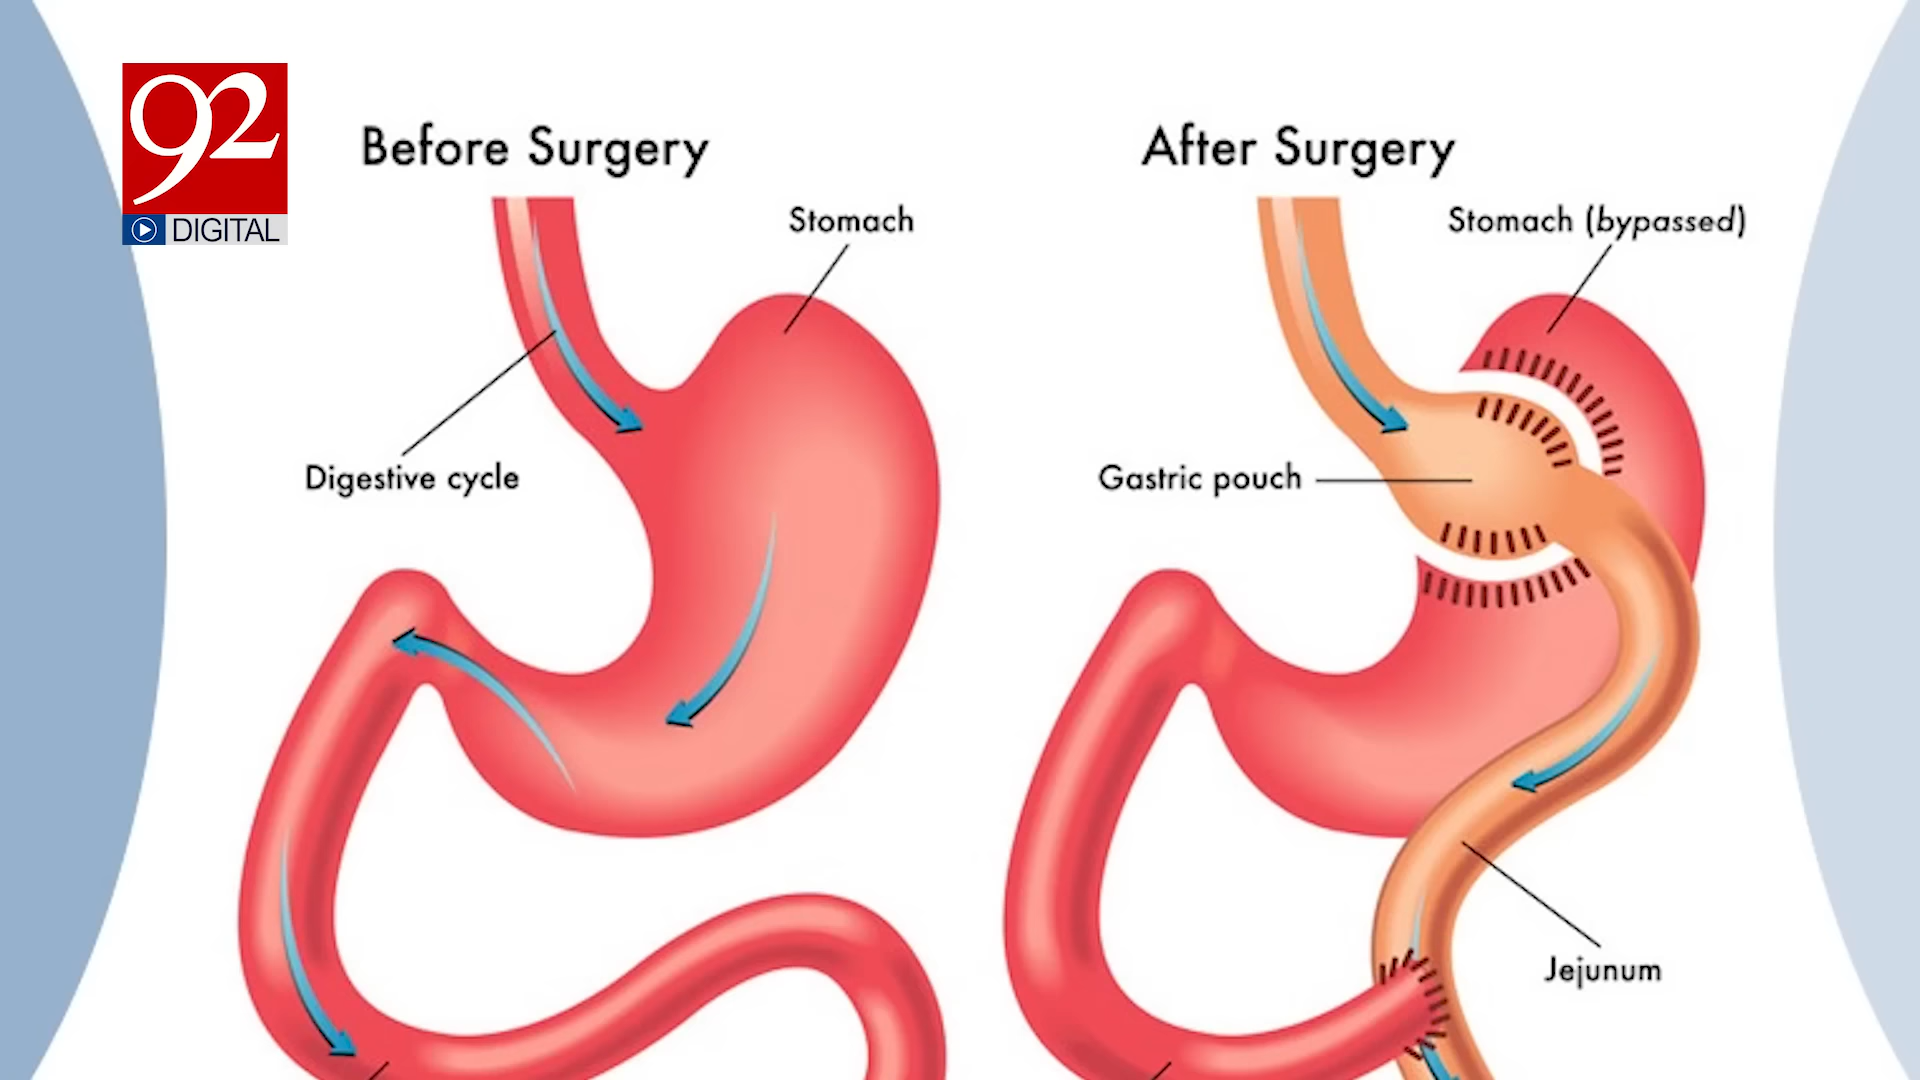 92
DIGITAL
Before Surgery
After Surgery
Stomach
Stomach (bypassed)
Digestive cycle
Gastric pouch
Jejunum